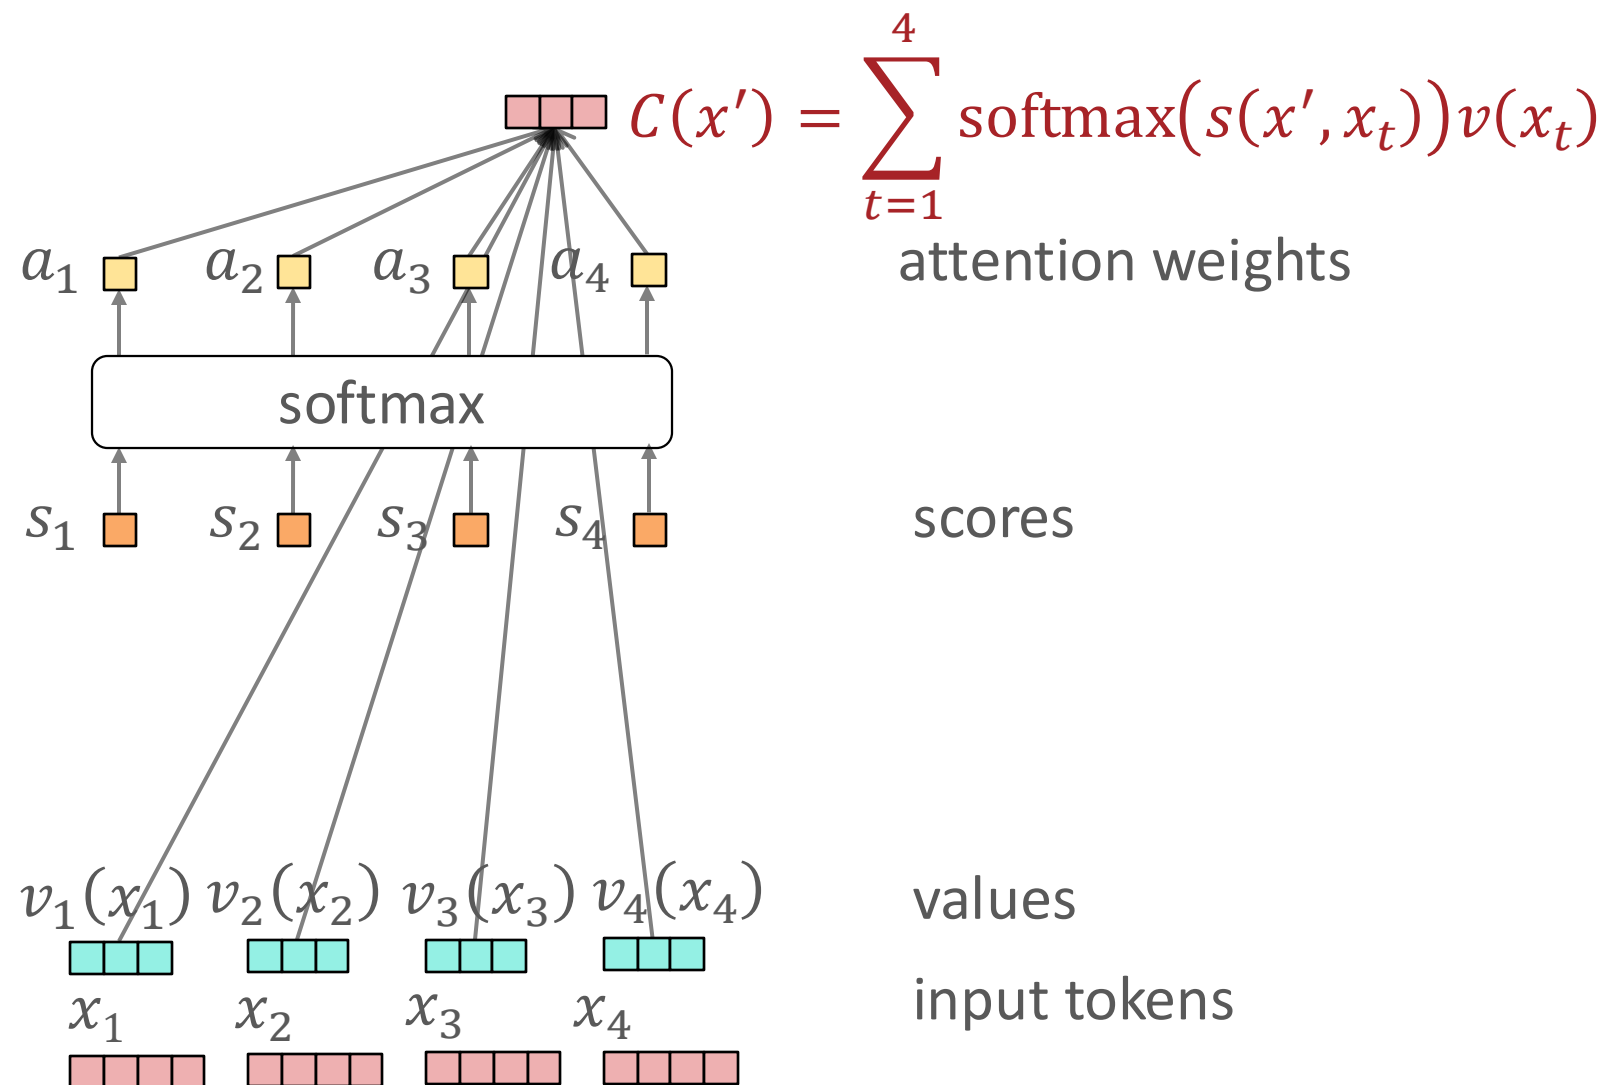 C(x′) = ∑_{t=1}^{4} softmax(s(x′, x_t))v(x_t)
a₁ a₂ a₃ a₄ attention weights
softmax
s₁ s₂ s₃ s₄ scores
v₁(x₁) v₂(x₂) v₃(x₃) v₄(x₄) values
x₁ x₂ x₃ x₄ input tokens